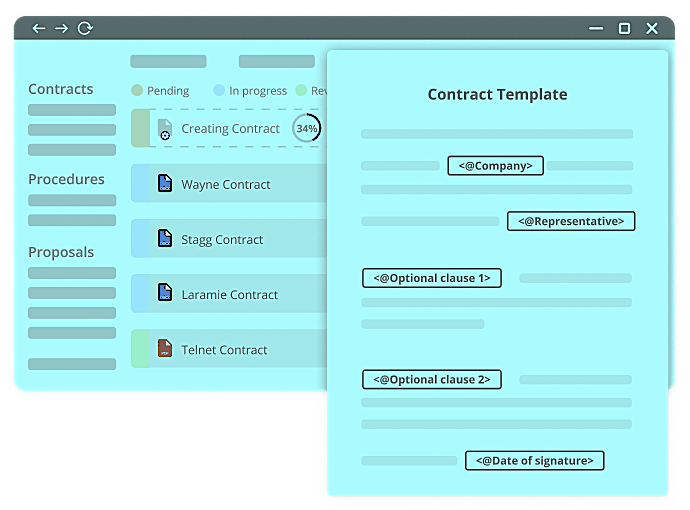 Contracts
Procedures
Proposals
Pending
In progress
Creating Contract
34%
Wayne Contract
Stagg Contract
Laramie Contract
Telnet Contract
Contract Template
<@Company>
<@Representative>
<@Optional clause 1>
<@Optional clause 2>
<@Date of signature>